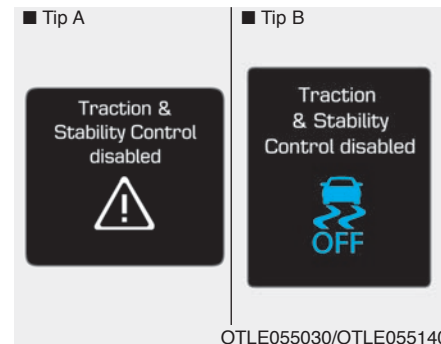 ■ Tip A
Traction &
Stability Control
disabled
■ Tip B
Traction
& Stability
Control disabled
OFF
OTLE055030/OTLE055140